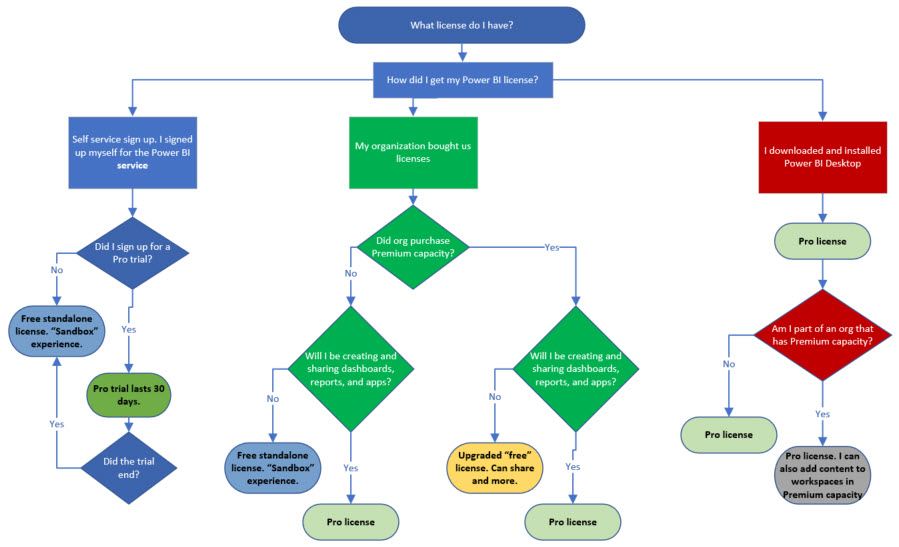 What license do I have?
How did I get my Power BI license?
Self service sign up. I signed
up myself for the Power BI
service
My organization bought us
licenses
I downloaded and installed
Power BI Desktop
Did I sign up for a
Pro trial?
Did org purchase
Premium capacity?
Yes
Pro license
No
No
Free standalone
license. “Sandbox”
experience.
Yes
Will I be creating and
sharing dashboards,
reports, and apps?
Will I be creating and
sharing dashboards,
reports, and apps?
Am I part of an org that
has Premium capacity?
No
Pro trial lasts 30
days.
No
No
Yes
Yes
Pro license
Did the trial
end?
Free standalone
license. “Sandbox”
experience.
Yes
Upgraded “free”
license. Can share
and more.
Yes
Pro license. I can
also add content to
workspaces in
Premium capacity
Pro license
Pro license